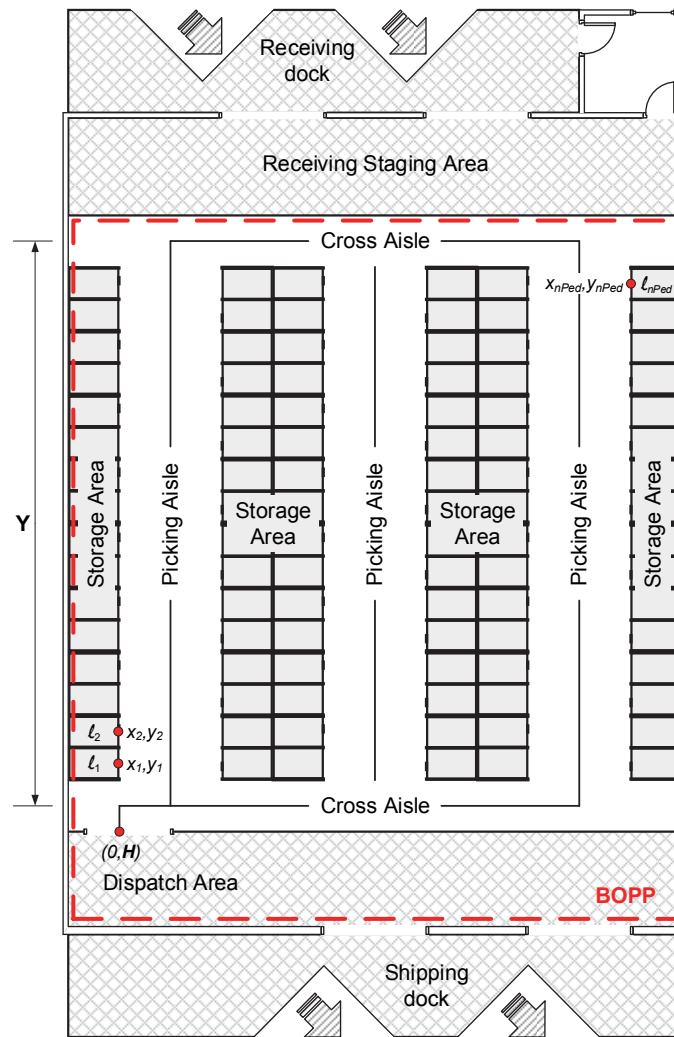 Receiving
dock
Receiving Staging Area
Cross Aisle
x_nPed,y_nPed
ℓ_nPed
Storage Area
Picking Aisle
Storage
Area
Picking Aisle
Storage
Area
Picking Aisle
Storage Area
Y
ℓ₂
x₂,y₂
ℓ₁
x₁,y₁
Cross Aisle
(0,H)
Dispatch Area
BOPP
Shipping
dock